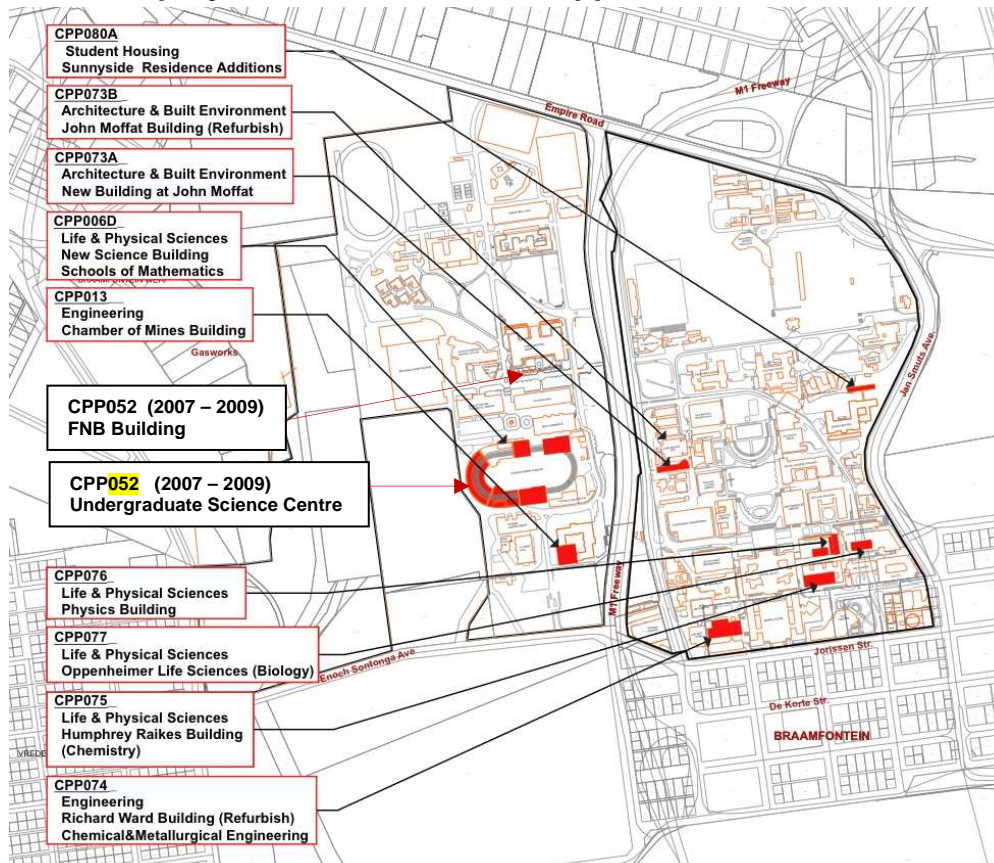 CPP080A
Student Housing
Sunnyside Residence Additions
CPP073B
Architecture & Built Environment
John Moffat Building (Refurbish)
CPP073A
Architecture & Built Environment
New Building at John Moffat
CPP006D
Life & Physical Sciences
New Science Building
Schools of Mathematics
CPP013
Engineering
Chamber of Mines Building
CPP052 (2007 – 2009)
FNB Building
CPP052 (2007 – 2009)
Undergraduate Science Centre
CPP076
Life & Physical Sciences
Physics Building
CPP077
Life & Physical Sciences
Oppenheimer Life Sciences (Biology)
CPP075
Life & Physical Sciences
Humphrey Raikes Building
(Chemistry)
CPP074
Engineering
Richard Ward Building (Refurbish)
Chemical&Metallurgical Engineering
M1 Freeway
Empire Road
Gasworks
Jan Smuts Ave.
M1 Freeway
Enoch Sontonga Ave
Jorissen Str.
De Korte Str.
BRAAMFONTEIN